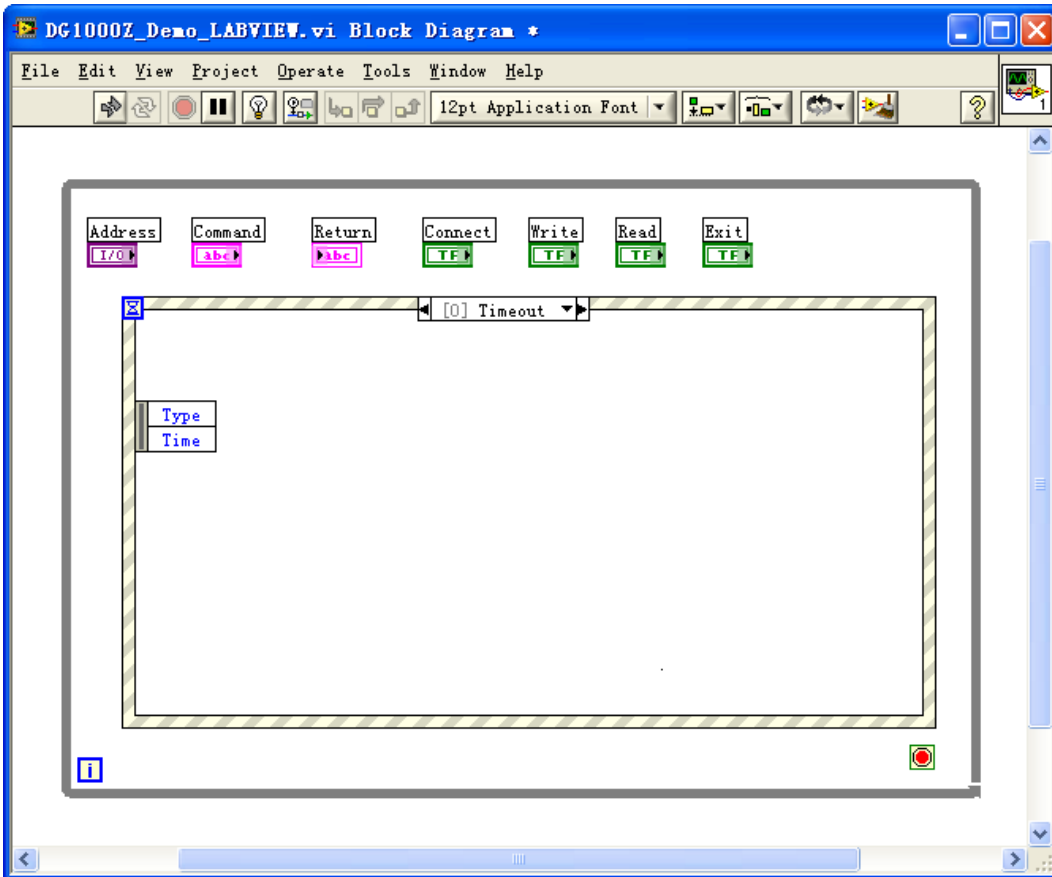 DG1000Z_Demo_LABVIEW.vi Block Diagram *
File Edit View Project Operate Tools Window Help
12pt Application Font
?
1
Address Command Return Connect Write Read Exit
I/O abc abc TF TF TF TF
[0] Timeout
Type
Time
i